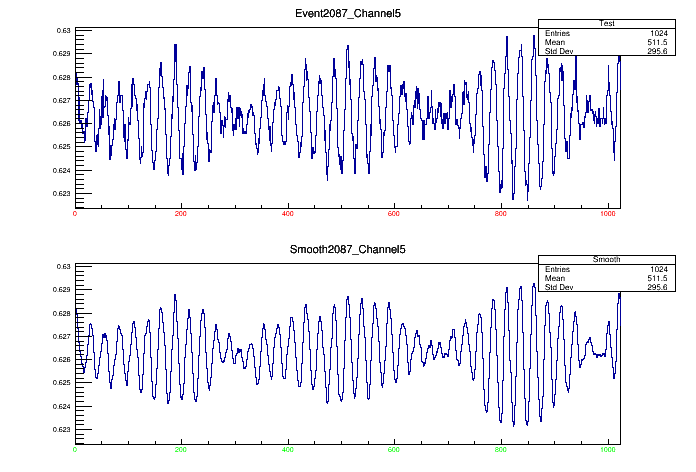 Event2087_Channel5
Test
Entries 1024
Mean 511.5
Std Dev 295.6
0.63
0.629
0.628
0.627
0.626
0.625
0.624
0.623
0 200 400 600 800 1000
Smooth2087_Channel5
Smooth
Entries 1024
Mean 511.5
Std Dev 295.6
0.63
0.629
0.628
0.627
0.626
0.625
0.624
0.623
0 200 400 600 800 1000